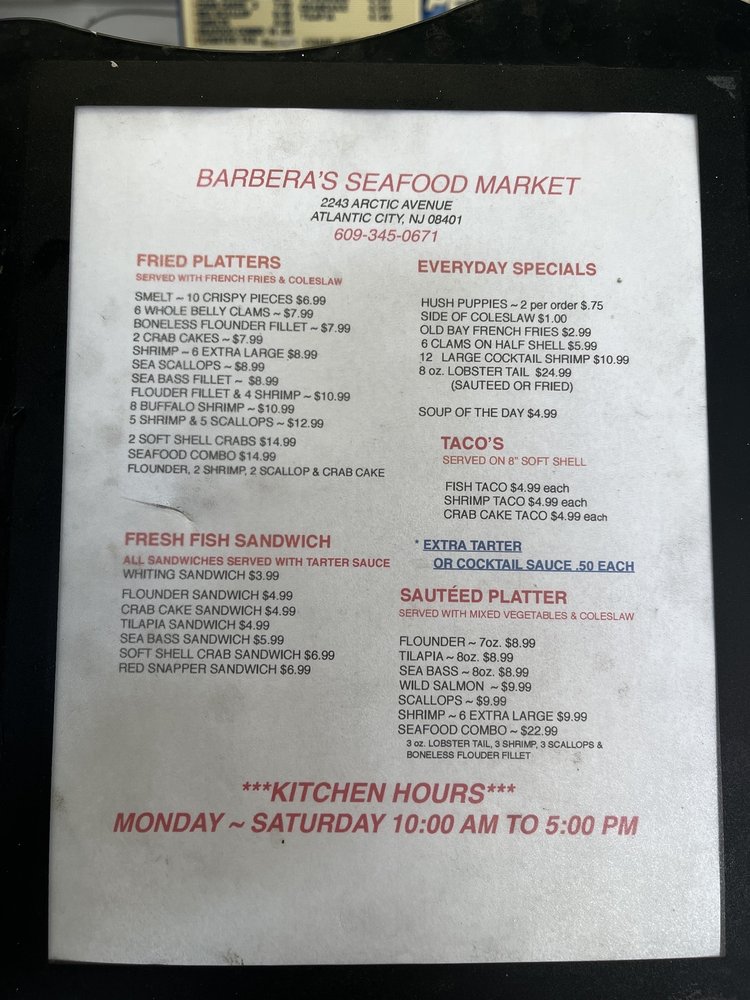 BARBERA'S SEAFOOD MARKET
2243 ARCTIC AVENUE
ATLANTIC CITY, NJ 08401
609-345-0671
FRIED PLATTERS
SERVED WITH FRENCH FRIES & COLESLAW
SMELT ~ 10 CRISPY PIECES $6.99
6 WHOLE BELLY CLAMS ~ $7.99
BONELESS FLOUNDER FILLET ~ $7.99
2 CRAB CAKES ~ $7.99
SHRIMP ~ 6 EXTRA LARGE $8.99
SEA SCALLOPS ~ $8.99
SEA BASS FILLET ~ $8.99
FLOUDER FILLET & 4 SHRIMP ~ $10.99
8 BUFFALO SHRIMP ~ $10.99
5 SHRIMP & 5 SCALLOPS ~ $12.99
2 SOFT SHELL CRABS $14.99
SEAFOOD COMBO $14.99
FLOUNDER, 2 SHRIMP, 2 SCALLOP & CRAB CAKE
FRESH FISH SANDWICH
ALL SANDWICHES SERVED WITH TARTER SAUCE
WHITING SANDWICH $3.99
FLOUNDER SANDWICH $4.99
CRAB CAKE SANDWICH $4.99
TILAPIA SANDWICH $4.99
SEA BASS SANDWICH $5.99
SOFT SHELL CRAB SANDWICH $6.99
RED SNAPPER SANDWICH $6.99
EVERYDAY SPECIALS
HUSH PUPPIES ~ 2 per order $.75
SIDE OF COLESLAW $1.00
OLD BAY FRENCH FRIES $2.99
6 CLAMS ON HALF SHELL $5.99
12 LARGE COCKTAIL SHRIMP $10.99
8 oz. LOBSTER TAIL $24.99
(SAUTEED OR FRIED)
SOUP OF THE DAY $4.99
TACO'S
SERVED ON 8" SOFT SHELL
FISH TACO $4.99 each
SHRIMP TACO $4.99 each
CRAB CAKE TACO $4.99 each
* EXTRA TARTER
OR COCKTAIL SAUCE .50 EACH
SAUTÉED PLATTER
SERVED WITH MIXED VEGETABLES & COLESLAW
FLOUNDER ~ 7oz. $8.99
TILAPIA ~ 8oz. $8.99
SEA BASS ~ 8oz. $8.99
WILD SALMON ~ $9.99
SCALLOPS ~ $9.99
SHRIMP ~ 6 EXTRA LARGE $9.99
SEAFOOD COMBO ~ $22.99
3 oz. LOBSTER TAIL, 3 SHRIMP, 3 SCALLOPS &
BONELESS FLOUDER FILLET
***KITCHEN HOURS***
MONDAY ~ SATURDAY 10:00 AM TO 5:00 PM